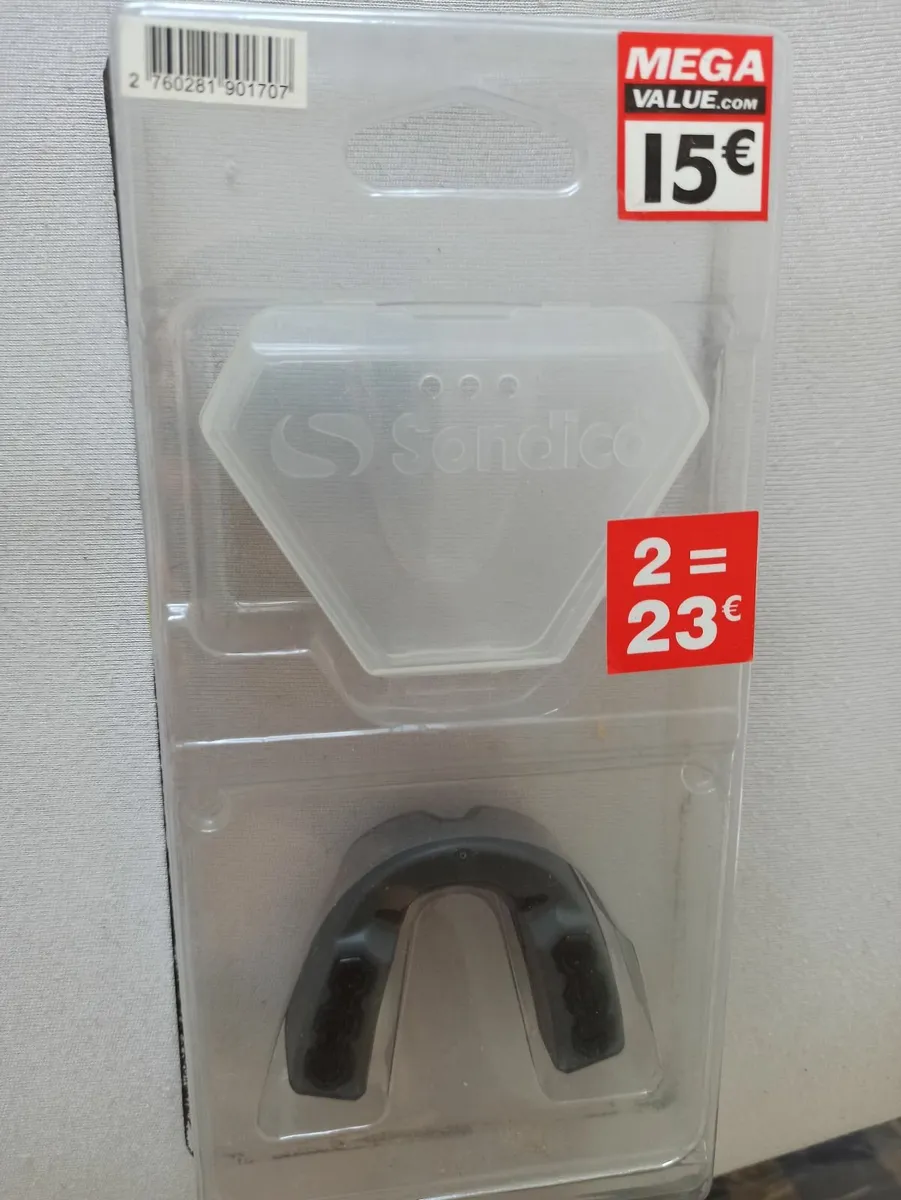 2 760281 901707
MEGA
VALUE.COM
15€
Sondico
2 =
23€